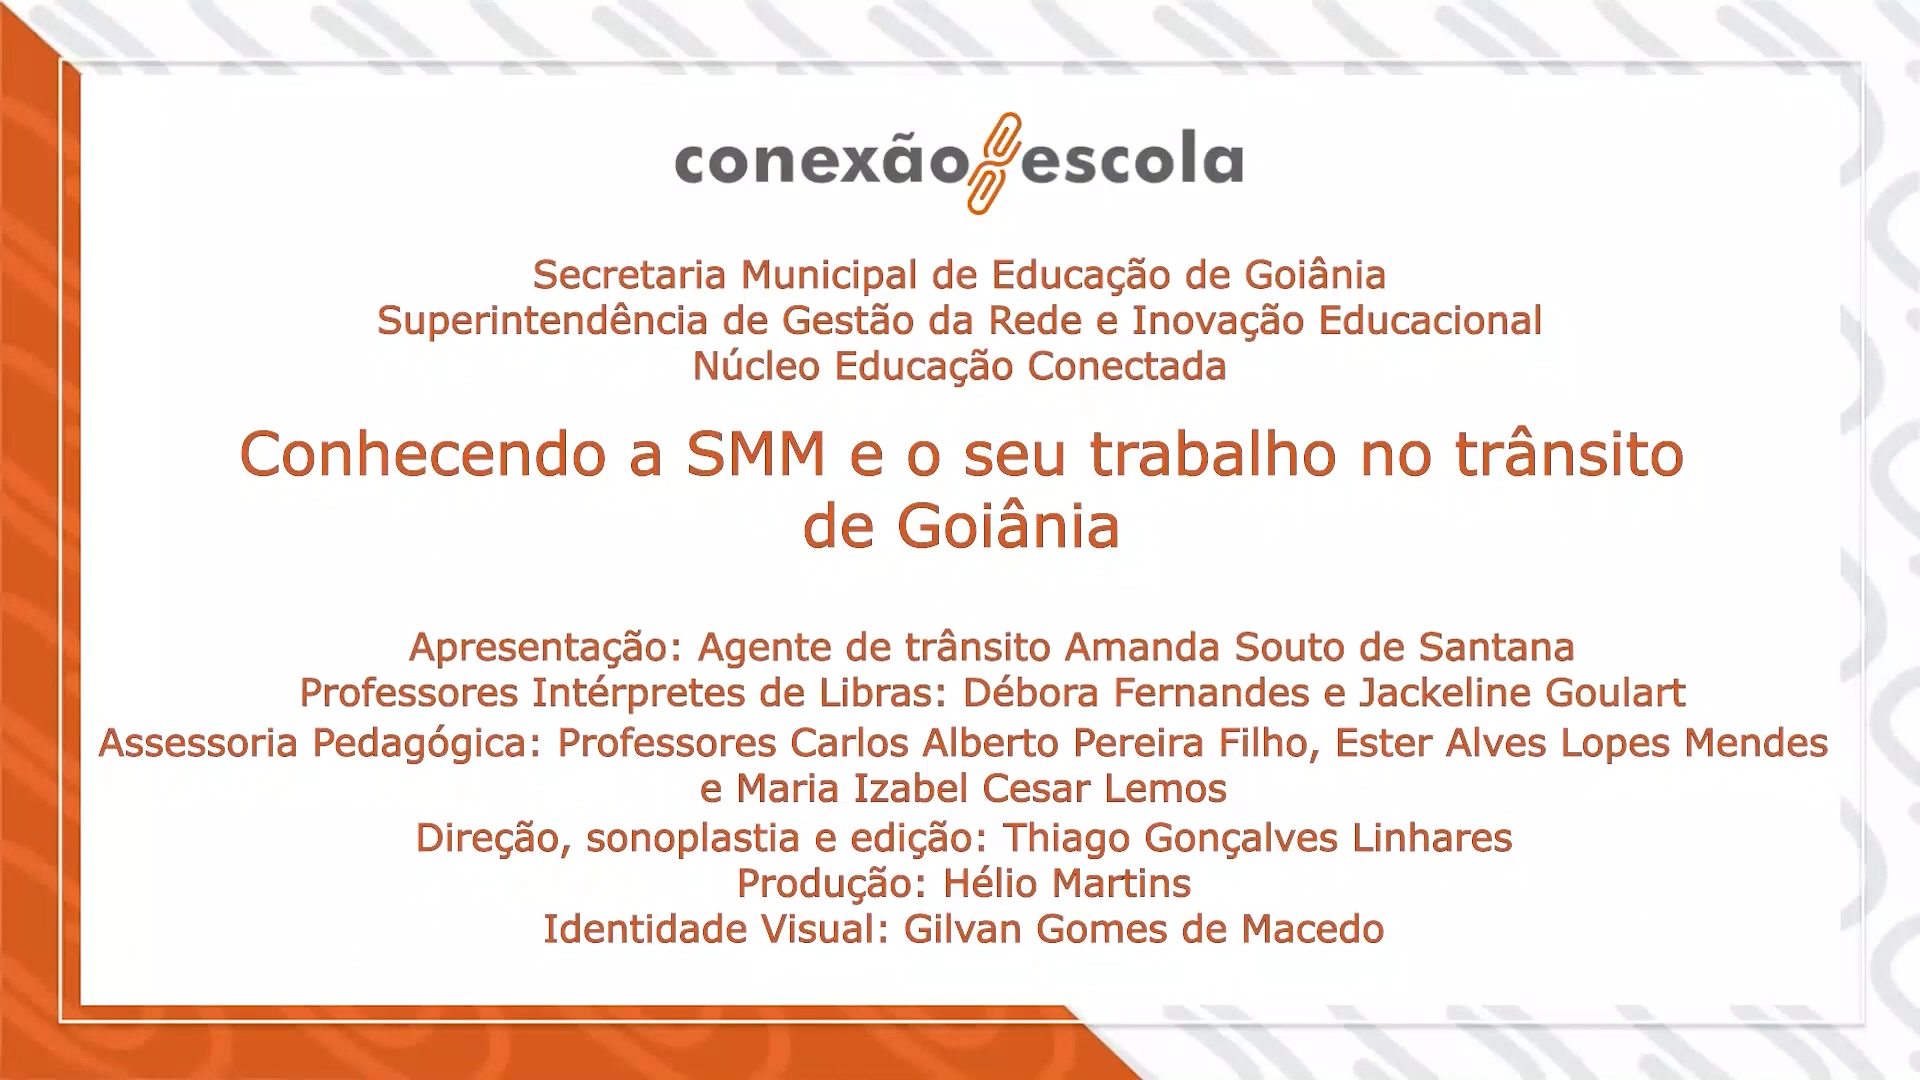 conexão escola
Secretaria Municipal de Educação de Goiânia
Superintendência de Gestão da Rede e Inovação Educacional
Núcleo Educação Conectada
Conhecendo a SMM e o seu trabalho no trânsito
de Goiânia
Apresentação: Agente de trânsito Amanda Souto de Santana
Professores Intérpretes de Libras: Débora Fernandes e Jackeline Goulart
Assessoria Pedagógica: Professores Carlos Alberto Pereira Filho, Ester Alves Lopes Mendes
e Maria Izabel Cesar Lemos
Direção, sonoplastia e edição: Thiago Gonçalves Linhares
Produção: Hélio Martins
Identidade Visual: Gilvan Gomes de Macedo